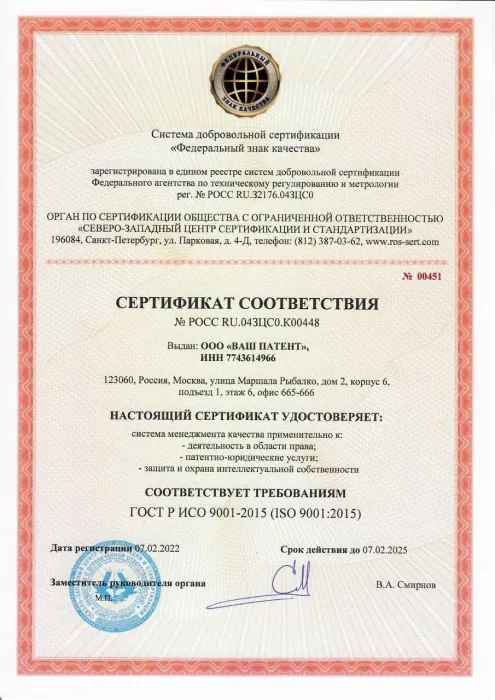 ФЕДЕРАЛЬНЫЙ
ЗНАК КАЧЕСТВА
Система добровольной сертификации
«Федеральный знак качества»
зарегистрирована в едином реестре систем добровольной сертификации
Федерального агентства по техническому регулированию и метрологии
рег. № РОСС RU.З2176.04ЗЦС0
ОРГАН ПО СЕРТИФИКАЦИИ ОБЩЕСТВА С ОГРАНИЧЕННОЙ ОТВЕТСТВЕННОСТЬЮ
«СЕВЕРО-ЗАПАДНЫЙ ЦЕНТР СЕРТИФИКАЦИИ И СТАНДАРТИЗАЦИИ»
196084, Санкт-Петербург, ул. Парковая, д. 4-Д, телефон: (812) 387-03-62, www.ros-sert.com
№ 00451
СЕРТИФИКАТ СООТВЕТСТВИЯ
№ РОСС RU.04ЗЦС0.К00448
Выдан: ООО «ВАШ ПАТЕНТ»,
ИНН 7743614966
123060, Россия, Москва, улица Маршала Рыбалко, дом 2, корпус 6,
подъезд 1, этаж 6, офис 665-666
НАСТОЯЩИЙ СЕРТИФИКАТ УДОСТОВЕРЯЕТ:
система менеджмента качества применительно к:
- деятельность в области права;
- патентно-юридические услуги;
- защита и охрана интеллектуальной собственности
СООТВЕТСТВУЕТ ТРЕБОВАНИЯМ
ГОСТ Р ИСО 9001-2015 (ISO 9001:2015)
Дата регистрации 07.02.2022 Срок действия до 07.02.2025
Заместитель руководителя органа В.А. Смирнов
М.П.